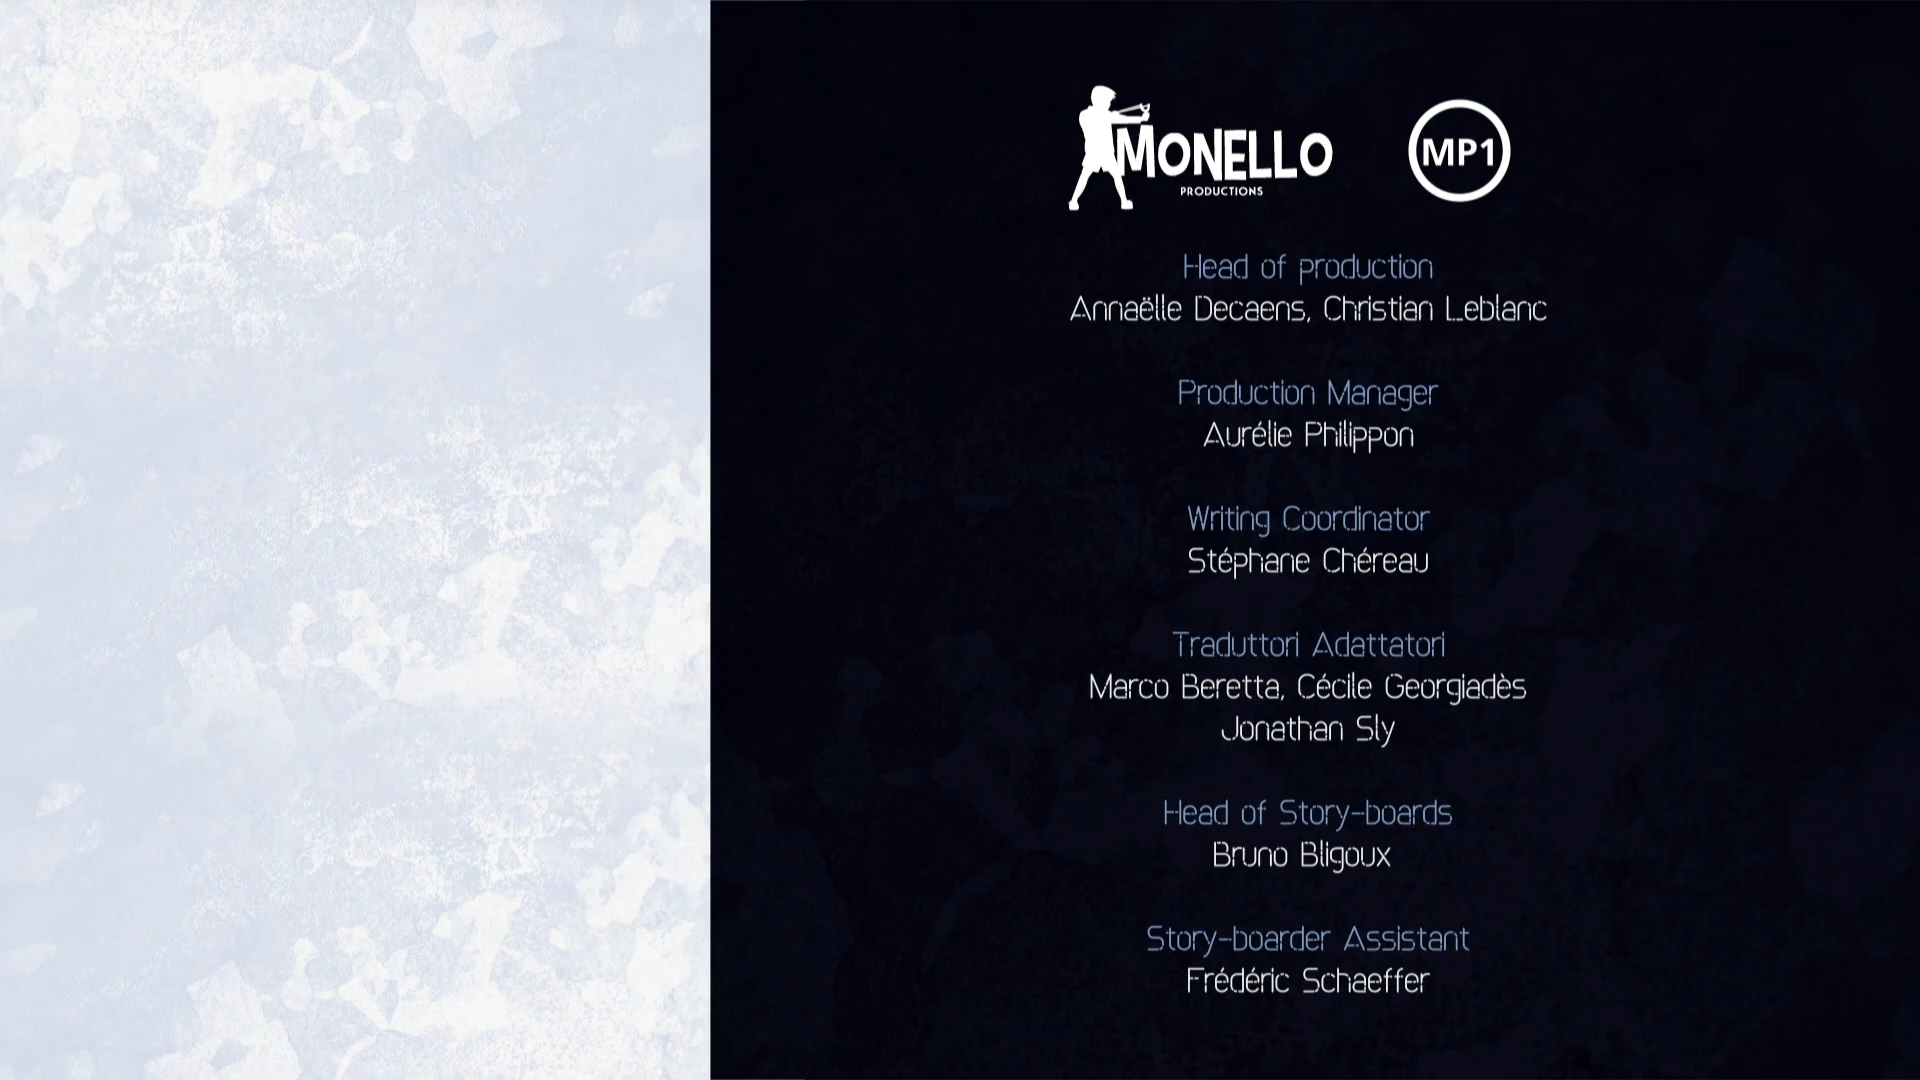 MONELLO
PRODUCTIONS
MP1
Head of production
Annaëlle Decaens, Christian Leblanc
Production Manager
Aurélie Philippon
Writing Coordinator
Stéphane Chéreau
Traduttori Adattatori
Marco Beretta, Cécile Georgiadès
Jonathan Sly
Head of Story-boards
Bruno Bligoux
Story-boarder Assistant
Frédéric Schaeffer